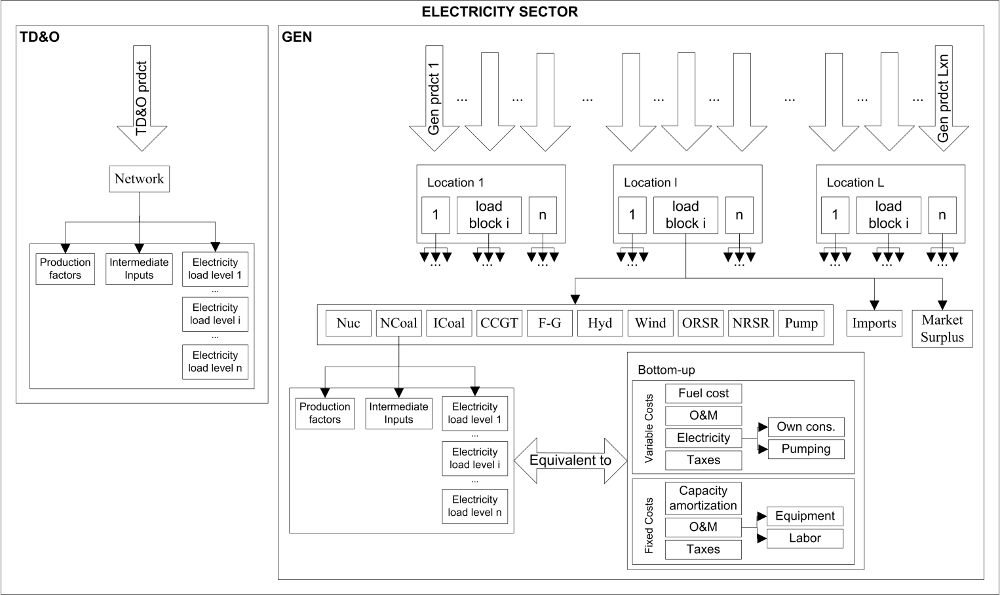 ELECTRICITY SECTOR
TD&O
TD&O prdct
Network
Production
factors
Intermediate
Inputs
Electricity
load level 1
...
Electricity
load level i
...
Electricity
load level n
GEN
Gen prdct 1
...
...
...
...
...
...
...
...
Gen prdct Lxn
Location 1
1
load
block i
n
...
...
...
Location l
1
load
block i
n
...
...
Location L
1
load
block i
n
...
...
...
Nuc
NCoal
ICoal
CCGT
F-G
Hyd
Wind
ORSR
NRSR
Pump
Imports
Market
Surplus
Production
factors
Intermediate
Inputs
Electricity
load level 1
...
Electricity
load level i
...
Electricity
load level n
Equivalent to
Bottom-up
Variable Costs
Fuel cost
O&M
Electricity
Taxes
Own cons.
Pumping
Fixed Costs
Capacity
amortization
O&M
Taxes
Equipment
Labor